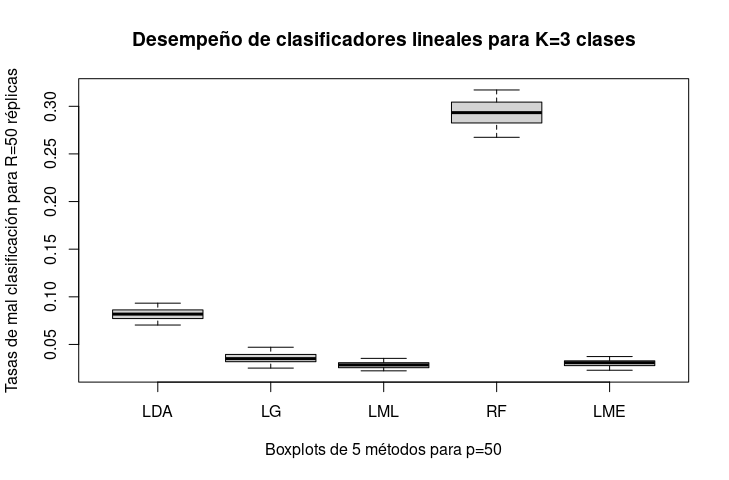 Desempeño de clasificadores lineales para K=3 clases
Tasas de mal clasificación para R=50 réplicas
0.30
0.25
0.20
0.15
0.10
0.05
LDA LG LML RF LME
Boxplots de 5 métodos para p=50